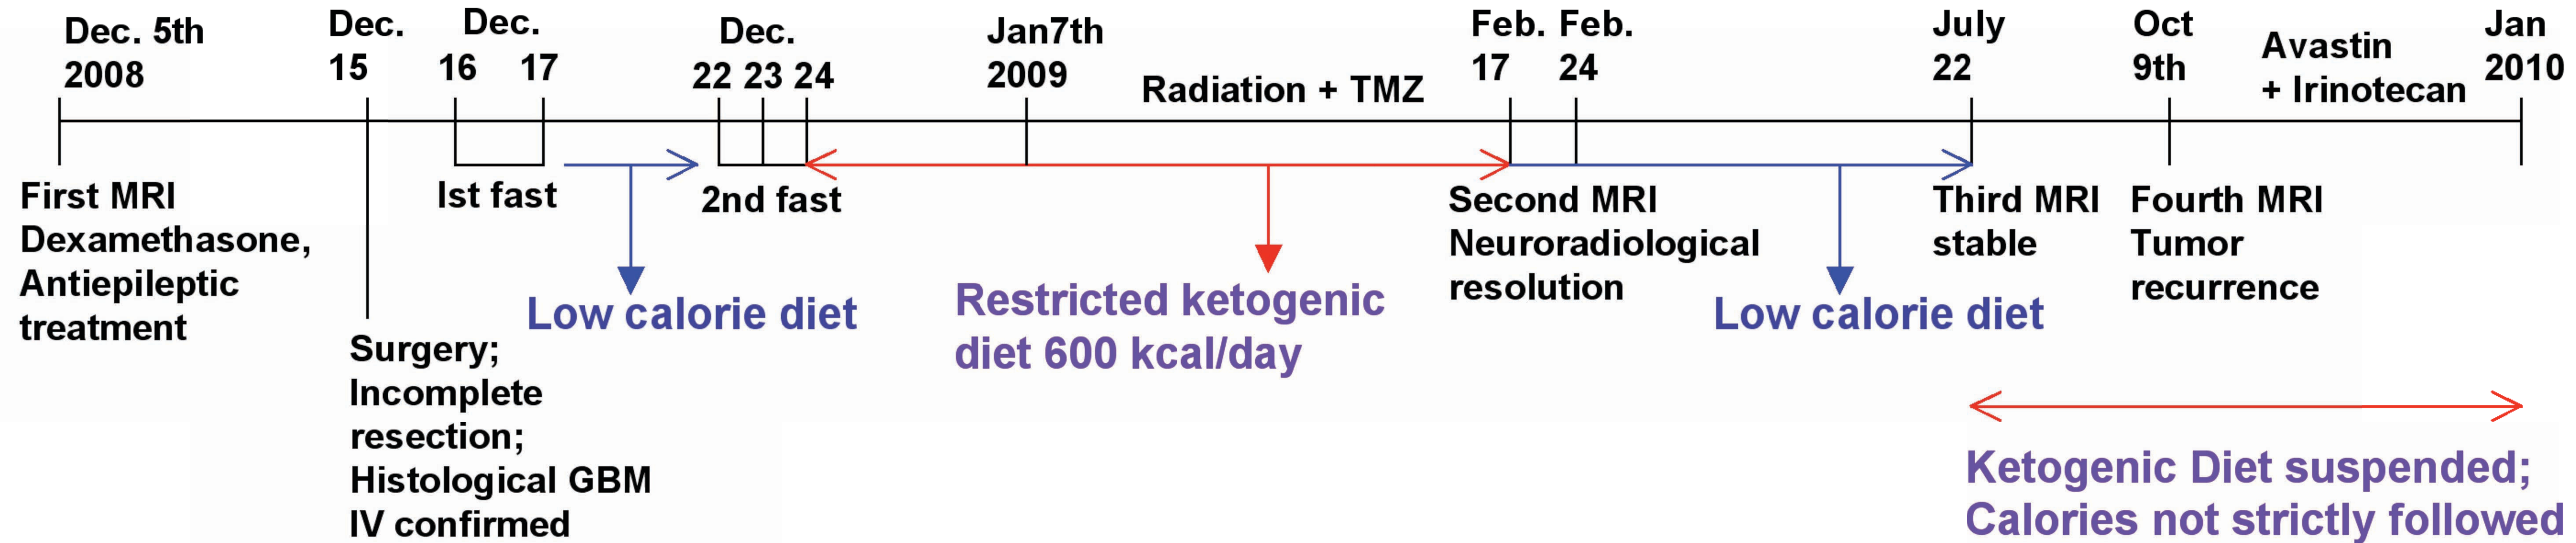 Dec. 5th
2008
Dec.
15
Dec.
16 17
Dec.
22 23 24
Jan7th
2009
Radiation + TMZ
Feb. Feb.
17 24
July
22
Oct
9th
Avastin
+ Irinotecan
Jan
2010
First MRI
Dexamethasone,
Antiepileptic
treatment
Surgery;
Incomplete
resection;
Histological GBM
IV confirmed
Ist fast
Low calorie diet
2nd fast
Restricted ketogenic
diet 600 kcal/day
Second MRI
Neuroradiological
resolution
Low calorie diet
Third MRI
stable
Fourth MRI
Tumor
recurrence
Ketogenic Diet suspended;
Calories not strictly followed